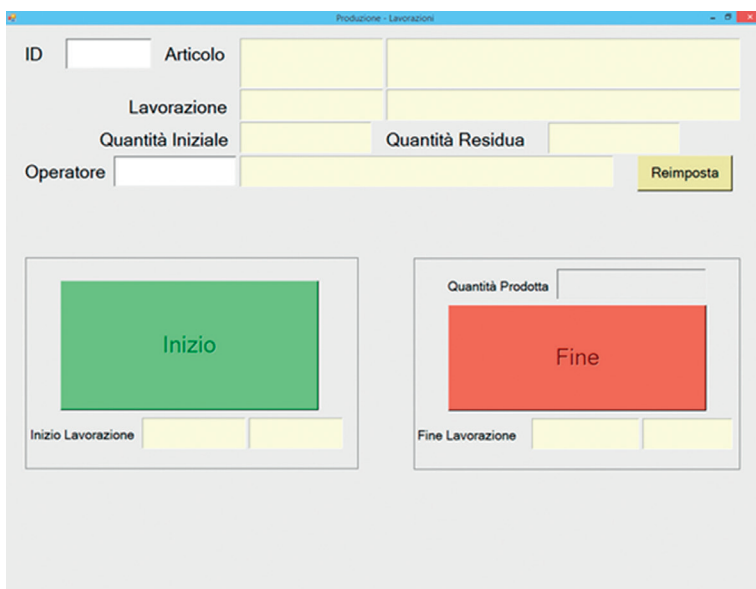 Produzione - Lavorazioni
ID Articolo
Lavorazione
Quantità Iniziale Quantità Residua
Operatore Reimposta
Quantità Prodotta
Inizio Fine
Inizio Lavorazione Fine Lavorazione